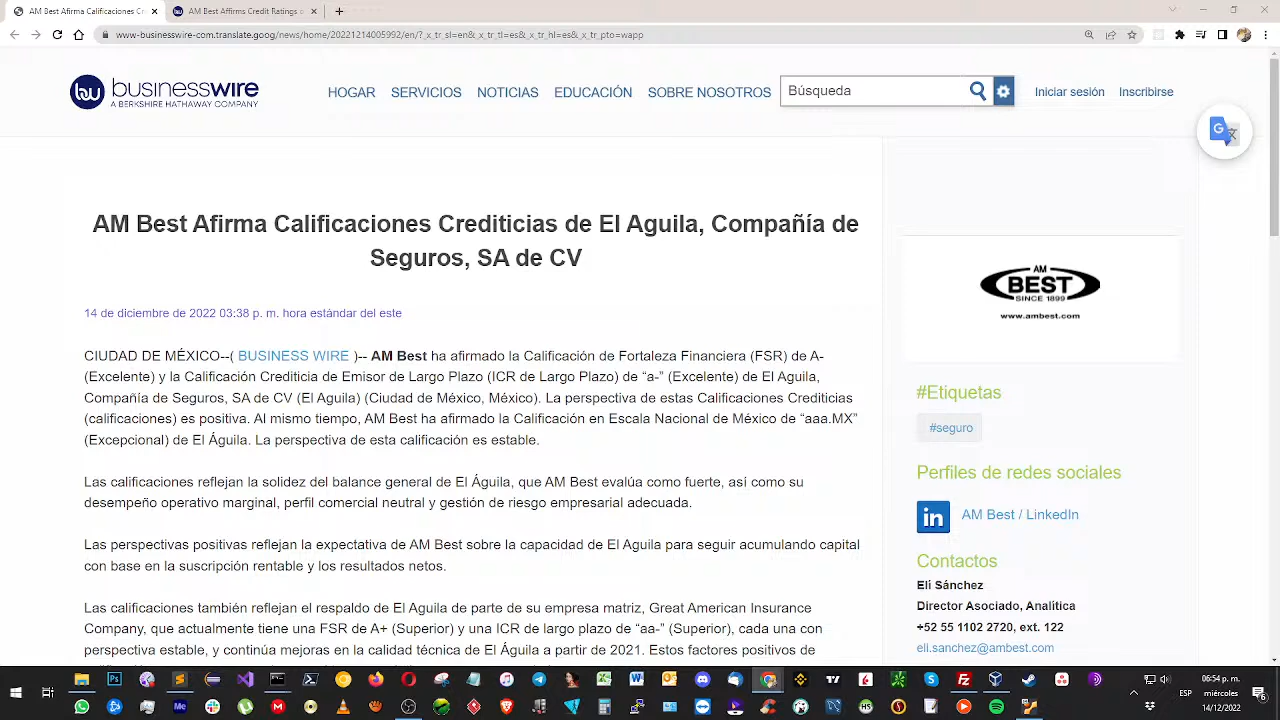 AM Best Afirma Calificaciones Cre
AM Best Affirms Credit Ratings o
www-businesswire-com.translate.goog/news/home/20221214005992/en/?_x_tr_sl=en&_x_tr_tl=es&_x_tr_hl=es&_x_tr_pto=wapp
businesswire
A BERKSHIRE HATHAWAY COMPANY
HOGAR SERVICIOS NOTICIAS EDUCACIÓN SOBRE NOSOTROS
Búsqueda
Iniciar sesión Inscribirse
AM Best Afirma Calificaciones Crediticias de El Aguila, Compañía de
Seguros, SA de CV
14 de diciembre de 2022 03:38 p. m. hora estándar del este
CIUDAD DE MÉXICO--( BUSINESS WIRE )-- AM Best ha afirmado la Calificación de Fortaleza Financiera (FSR) de A-
(Excelente) y la Calificación Crediticia de Emisor de Largo Plazo (ICR de Largo Plazo) de “a-” (Excelente) de El Aguila,
Compañía de Seguros, SA de CV (El Aguila) (Ciudad de México, México). La perspectiva de estas Calificaciones Crediticias
(calificaciones) es positiva. Al mismo tiempo, AM Best ha afirmado la Calificación en Escala Nacional de México de “aaa.MX”
(Excepcional) de El Águila. La perspectiva de esta calificación es estable.
Las calificaciones reflejan la solidez del balance general de El Águila, que AM Best evalúa como fuerte, así como su
desempeño operativo marginal, perfil comercial neutral y gestión de riesgo empresarial adecuada.
Las perspectivas positivas reflejan la expectativa de AM Best sobre la capacidad de El Aguila para seguir acumulando capital
con base en la suscripción rentable y los resultados netos.
Las calificaciones también reflejan el respaldo de El Aguila de parte de su empresa matriz, Great American Insurance
Company, que actualmente tiene una FSR de A+ (Superior) y una ICR de largo plazo de “aa-” (Superior), cada una con
perspectiva estable, y continúa mejoras en la calidad técnica de El Águila a partir de 2021. Estos factores positivos de
AM
BEST
SINCE 1899
www.ambest.com
#Etiquetas
#seguro
Perfiles de redes sociales
in AM Best / LinkedIn
Contactos
Elí Sánchez
Director Asociado, Analítica
+52 55 1102 2720, ext. 122
eli.sanchez@ambest.com
ESP
06:54 p.m.
miércoles
14/12/2022